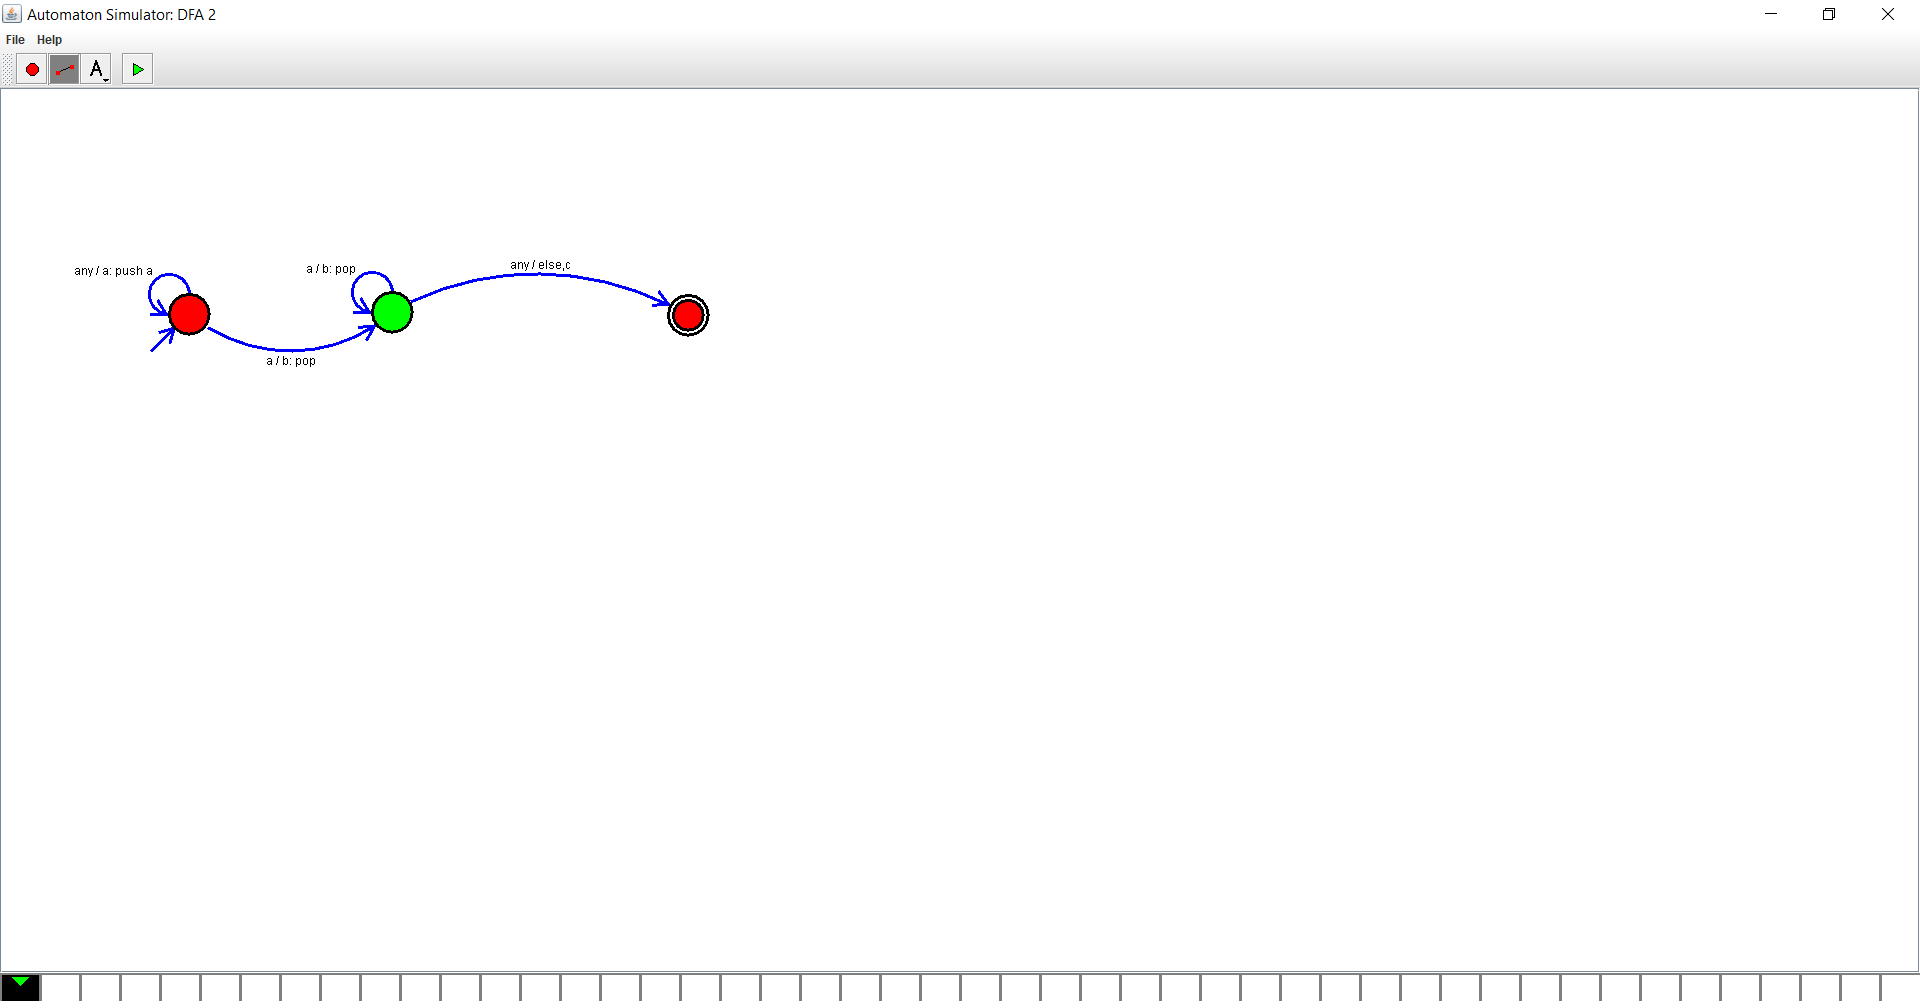 Automaton Simulator: DFA 2
File Help
A
a / b: pop
any / else,c
any / a: push a
a / b: pop